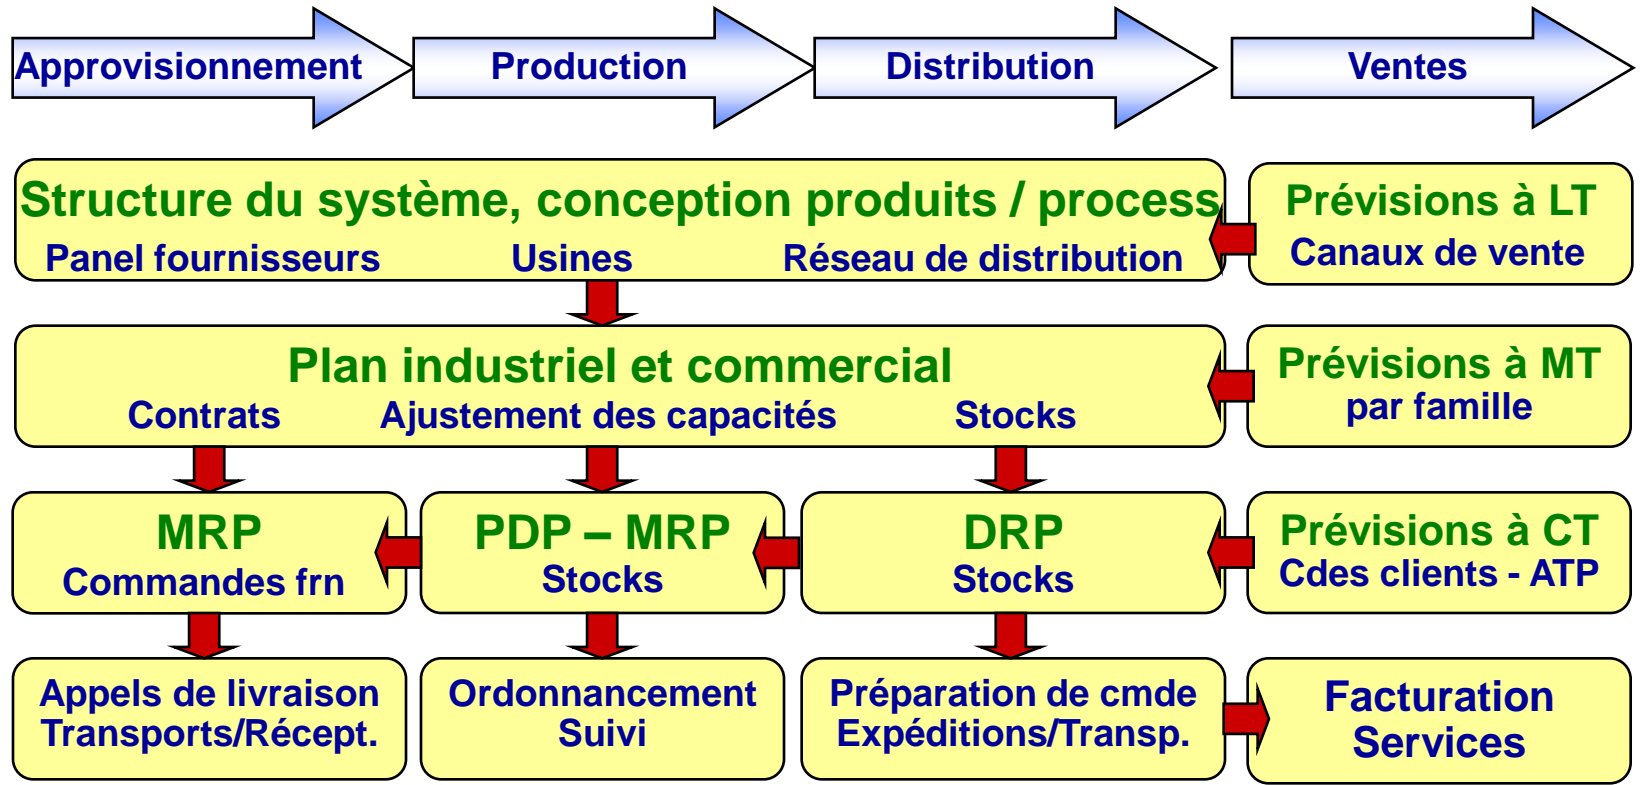 Approvisionnement
Production
Distribution
Ventes
Structure du système, conception produits / process
Panel fournisseurs
Usines
Réseau de distribution
Prévisions à LT
Canaux de vente
Plan industriel et commercial
Contrats
Ajustement des capacités
Stocks
Prévisions à MT
par famille
MRP
Commandes frn
PDP – MRP
Stocks
DRP
Stocks
Prévisions à CT
Cdes clients - ATP
Appels de livraison
Transports/Récept.
Ordonnancement
Suivi
Préparation de cmde
Expéditions/Transp.
Facturation
Services